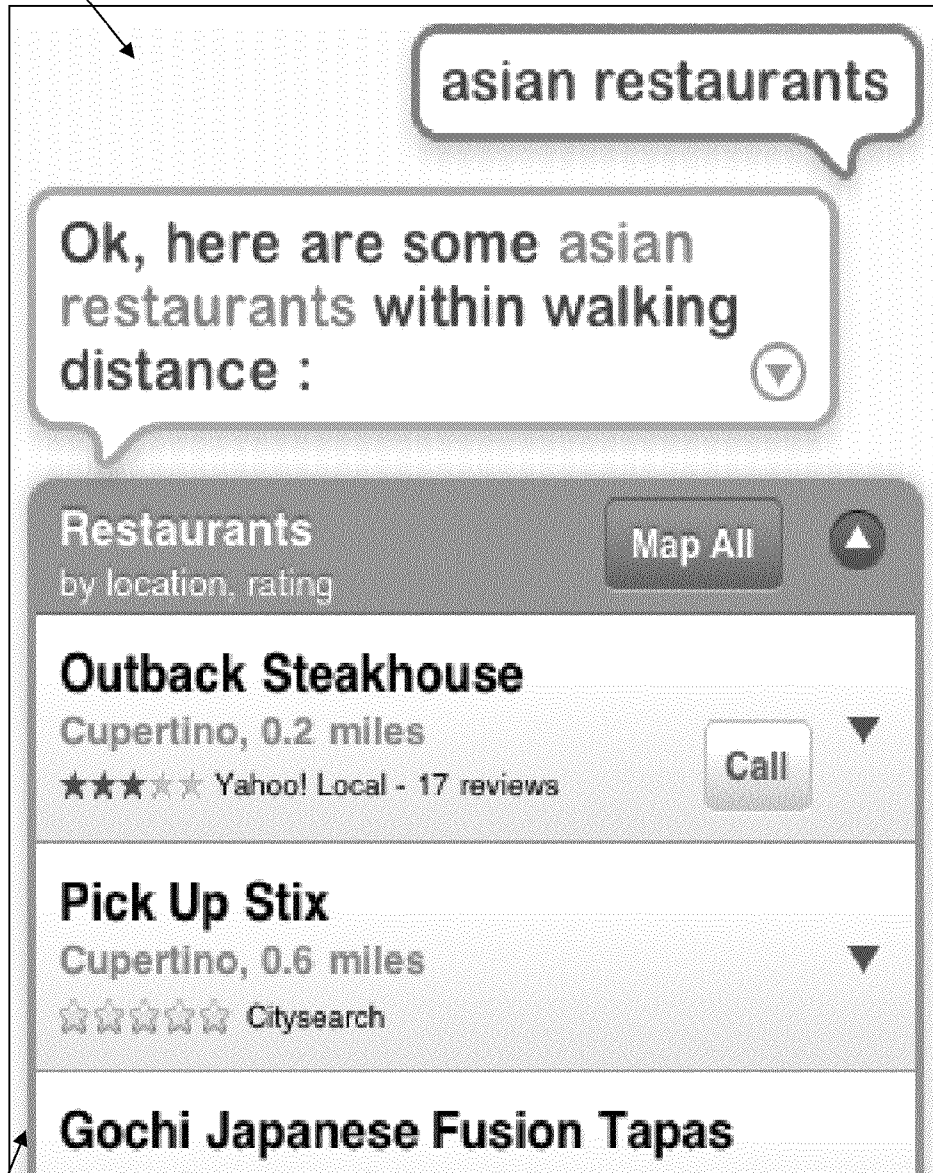 asian restaurants
Ok, here are some asian
restaurants within walking
distance :
Restaurants
by location, rating
Map All
Outback Steakhouse
Cupertino, 0.2 miles
Yahoo! Local - 17 reviews
Call
Pick Up Stix
Cupertino, 0.6 miles
Citysearch
Gochi Japanese Fusion Tapas